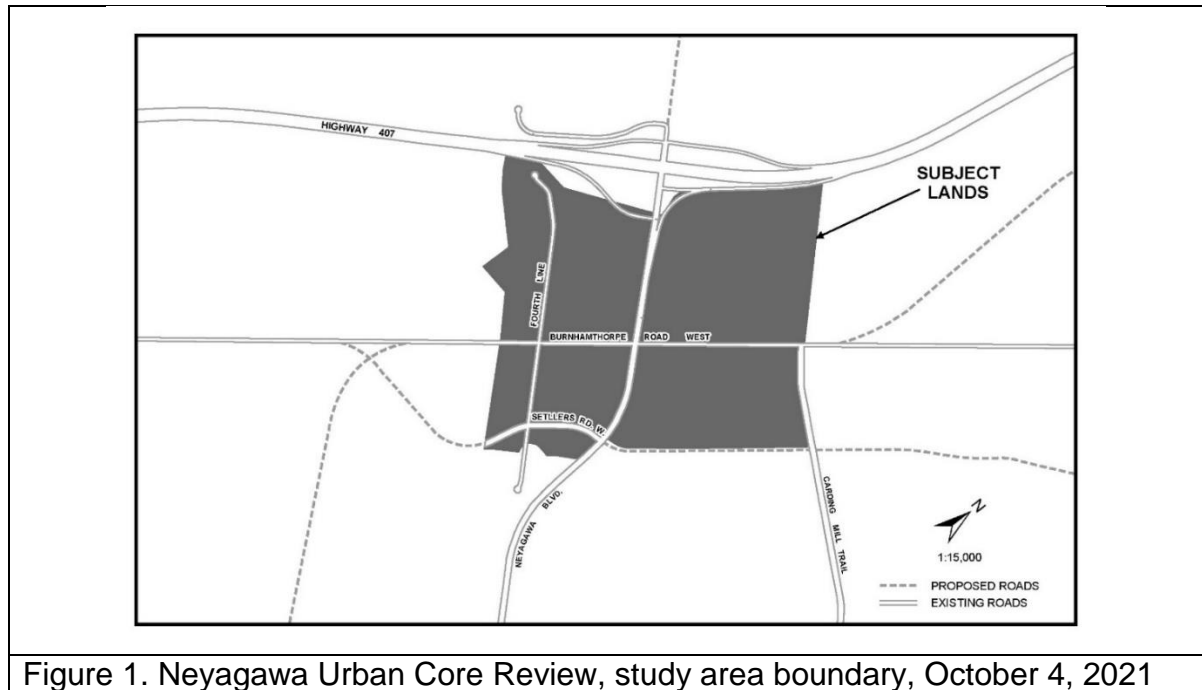 HIGHWAY 407
SUBJECT
LANDS
FOURTH LINE
BURNHAMTHORPE ROAD WEST
SETLLERS RD. W.
NEYAGAWA BLVD.
CARDING MILL TRAIL
N
1:15,000
PROPOSED ROADS
EXISTING ROADS
Figure 1. Neyagawa Urban Core Review, study area boundary, October 4, 2021